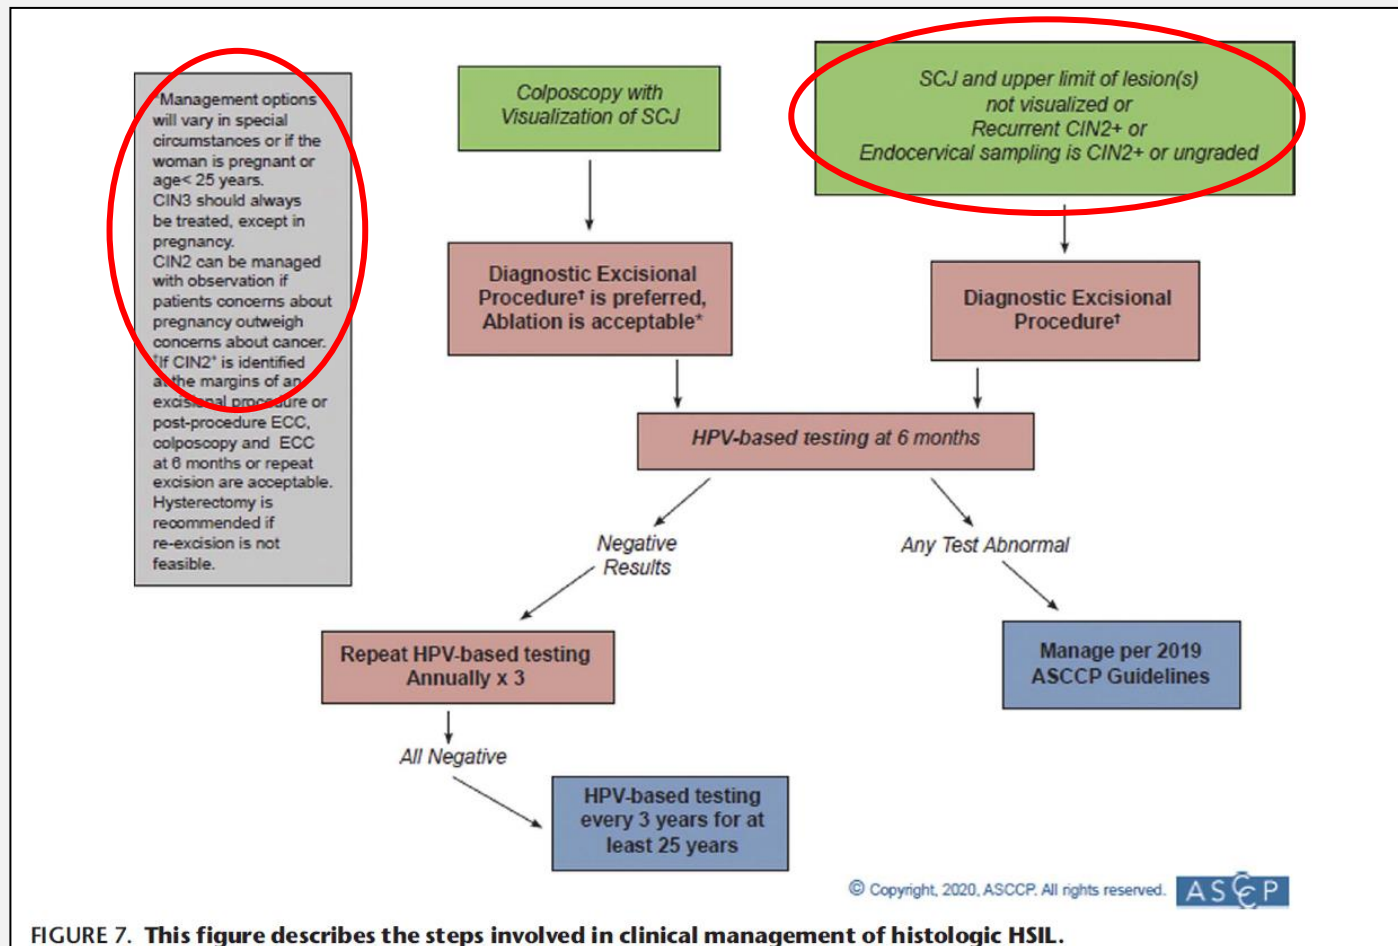 *Management options
will vary in special
circumstances or if the
woman is pregnant or
age< 25 years.
CIN3 should always
be treated, except in
pregnancy.
CIN2 can be managed
with observation if
patients concerns about
pregnancy outweigh
concerns about cancer.
†If CIN2+ is identified
at the margins of an
excisional procedure or
post-procedure ECC,
colposcopy and ECC
at 6 months or repeat
excision are acceptable.
Hysterectomy is
recommended if
re-excision is not
feasible.
Colposcopy with
Visualization of SCJ
SCJ and upper limit of lesion(s)
not visualized or
Recurrent CIN2+ or
Endocervical sampling is CIN2+ or ungraded
Diagnostic Excisional
Procedure† is preferred,
Ablation is acceptable*
Diagnostic Excisional
Procedure†
HPV-based testing at 6 months
Negative
Results
Any Test Abnormal
Repeat HPV-based testing
Annually x 3
Manage per 2019
ASCCP Guidelines
All Negative
HPV-based testing
every 3 years for at
least 25 years
© Copyright, 2020, ASCCP. All rights reserved.
ASCCP
FIGURE 7. This figure describes the steps involved in clinical management of histologic HSIL.